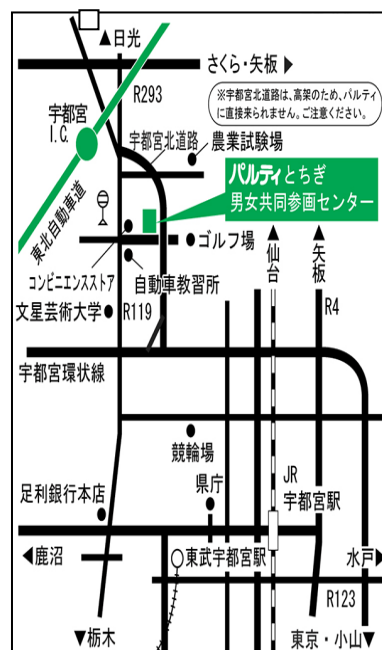 ▲日光
さくら・矢板▶
R293
※宇都宮北道路は、高架のため、パルティ
に直接来られません。ご注意ください。
宇都宮
I.C.
宇都宮北道路
農業試験場
東北自動車道
パルティとちぎ
男女共同参画センター
ゴルフ場
▲仙台
▲矢板
コンビニエンスストア
自動車教習所
文星芸術大学
R119
R4
宇都宮環状線
競輪場
県庁
JR
宇都宮駅
足利銀行本店
◀鹿沼
東武宇都宮駅
水戸▶
R123
▼栃木
東京・小山▼